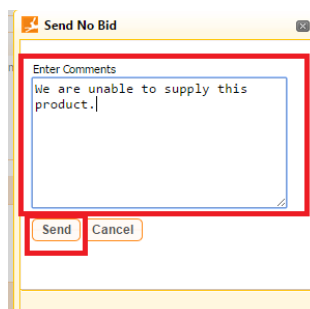 Send No Bid
Enter Comments
We are unable to supply this
product.
Send Cancel